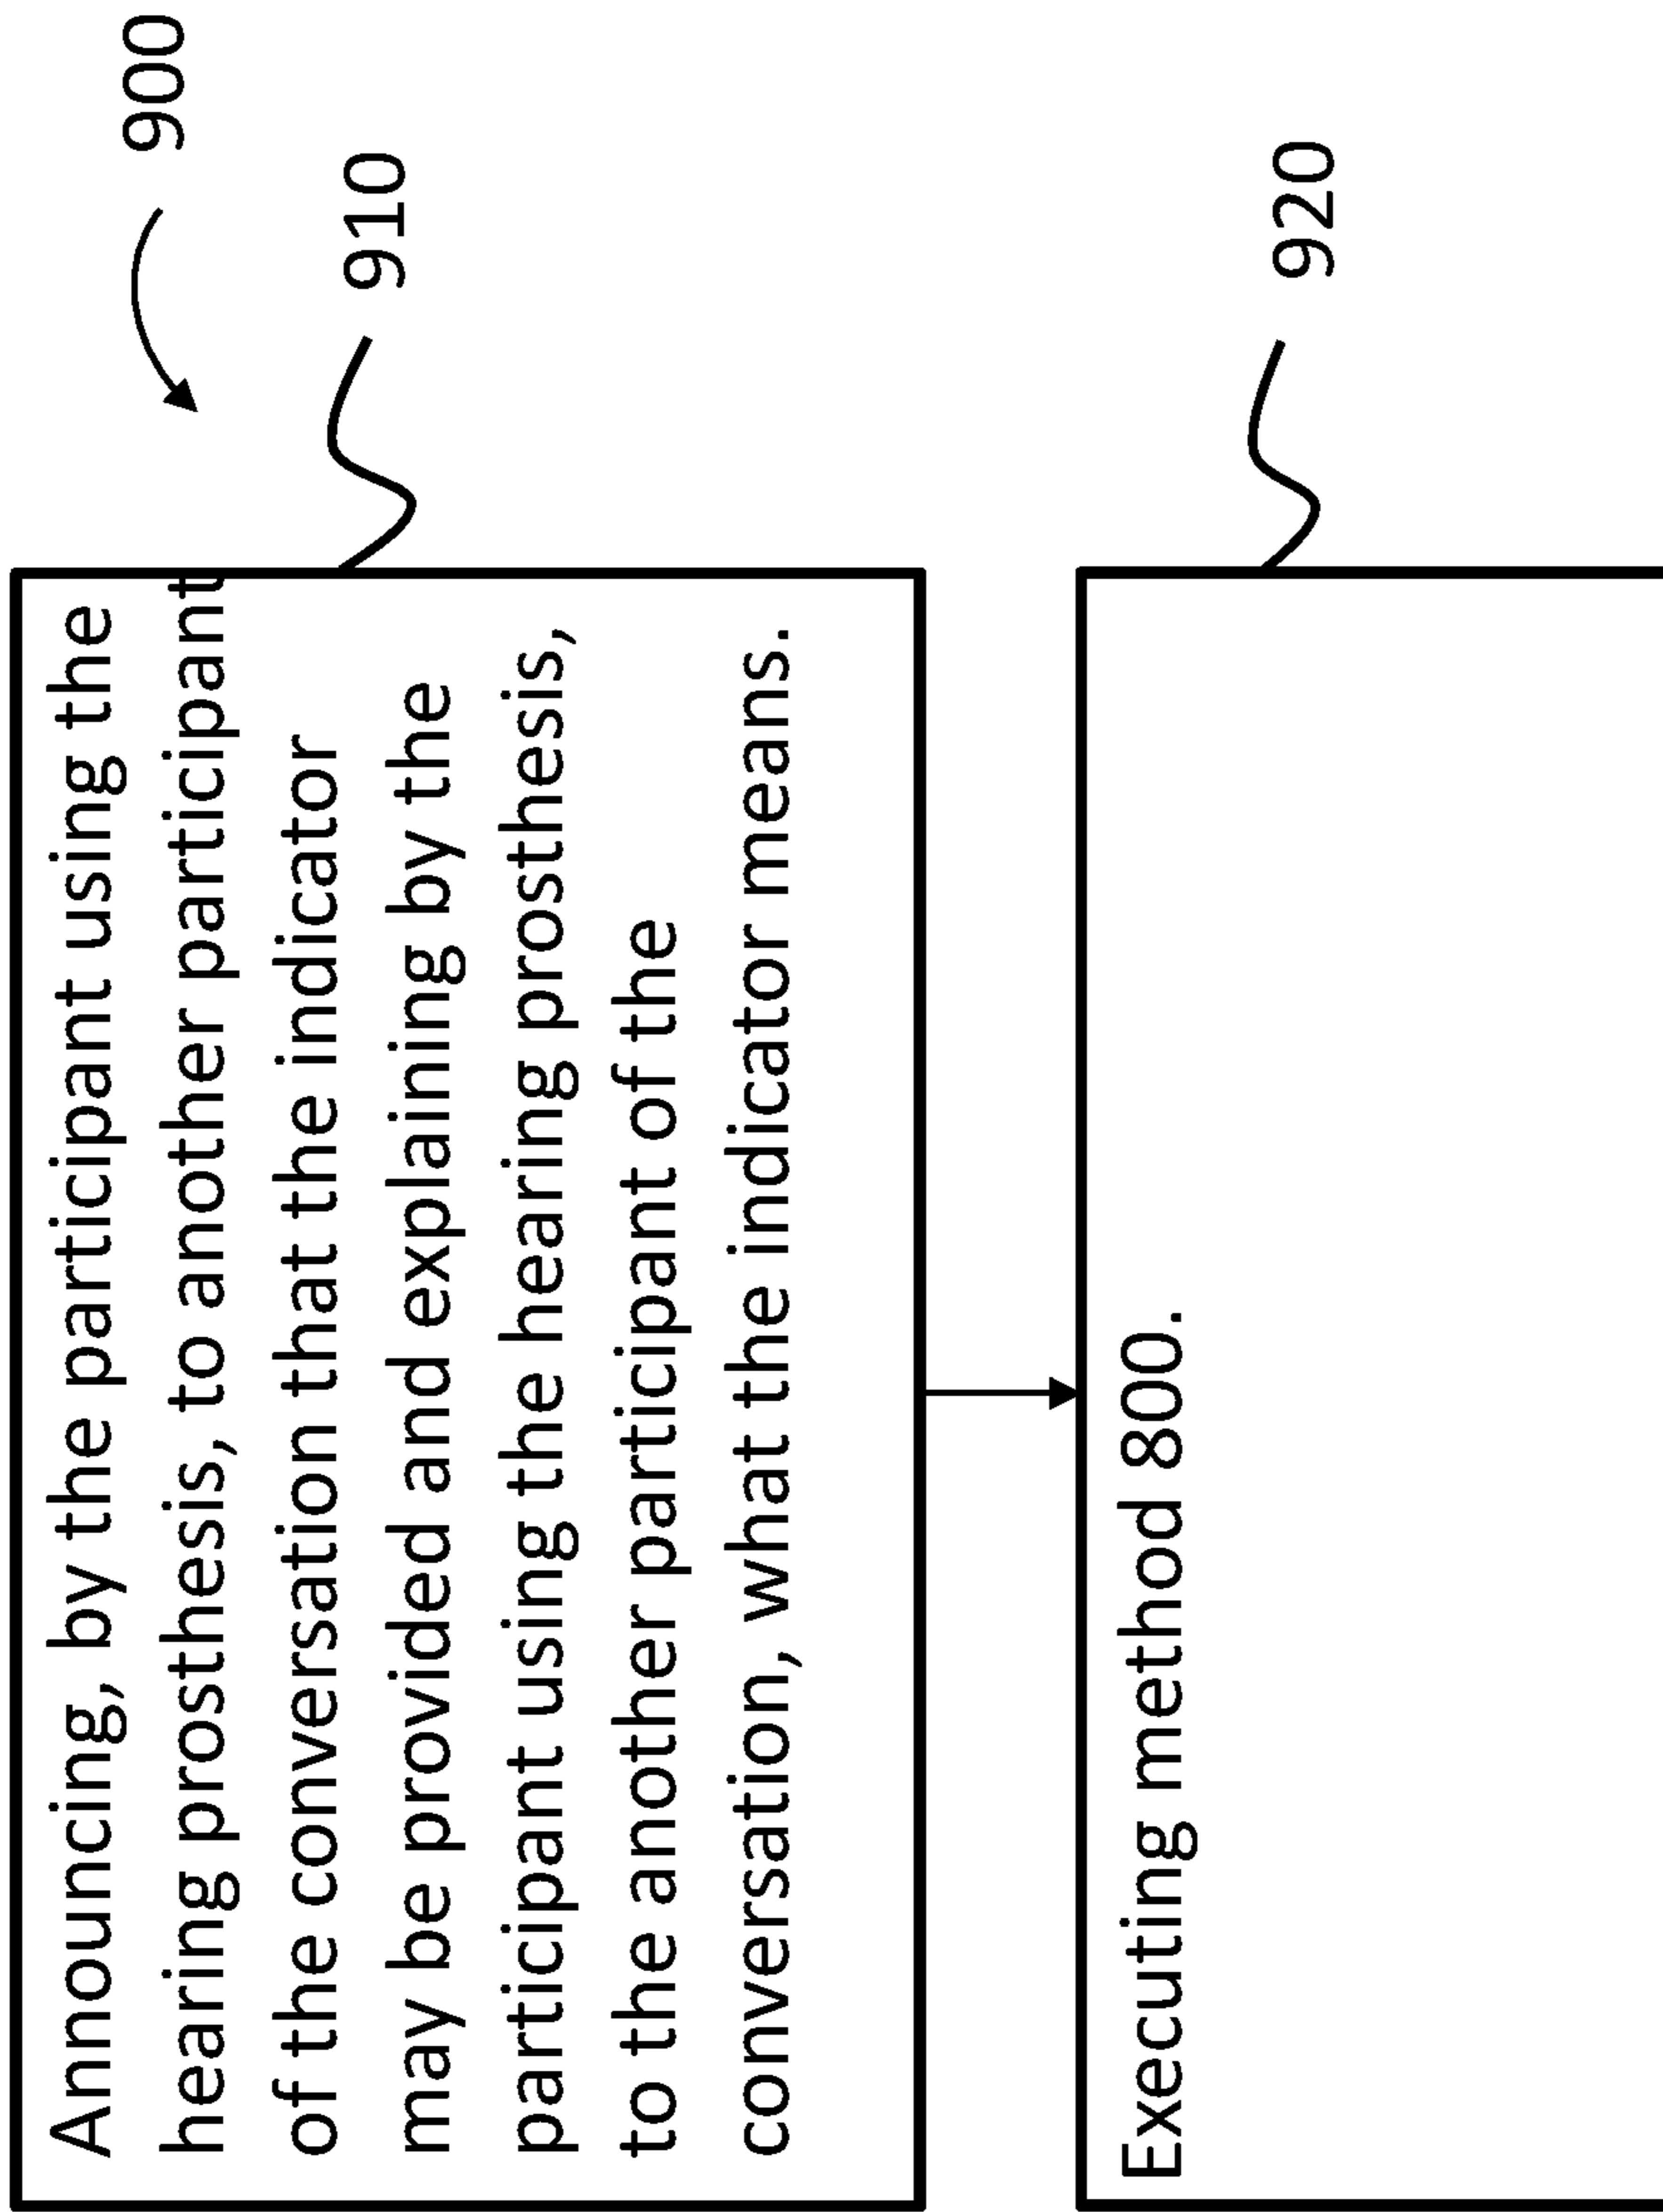 900
Announcing, by the participant using the
hearing prosthesis, to another participant
of the conversation that the indicator
may be provided and explaining by the
participant using the hearing prosthesis,
to the another participant of the
conversation, what the indicator means.
910
Executing method 800.
920